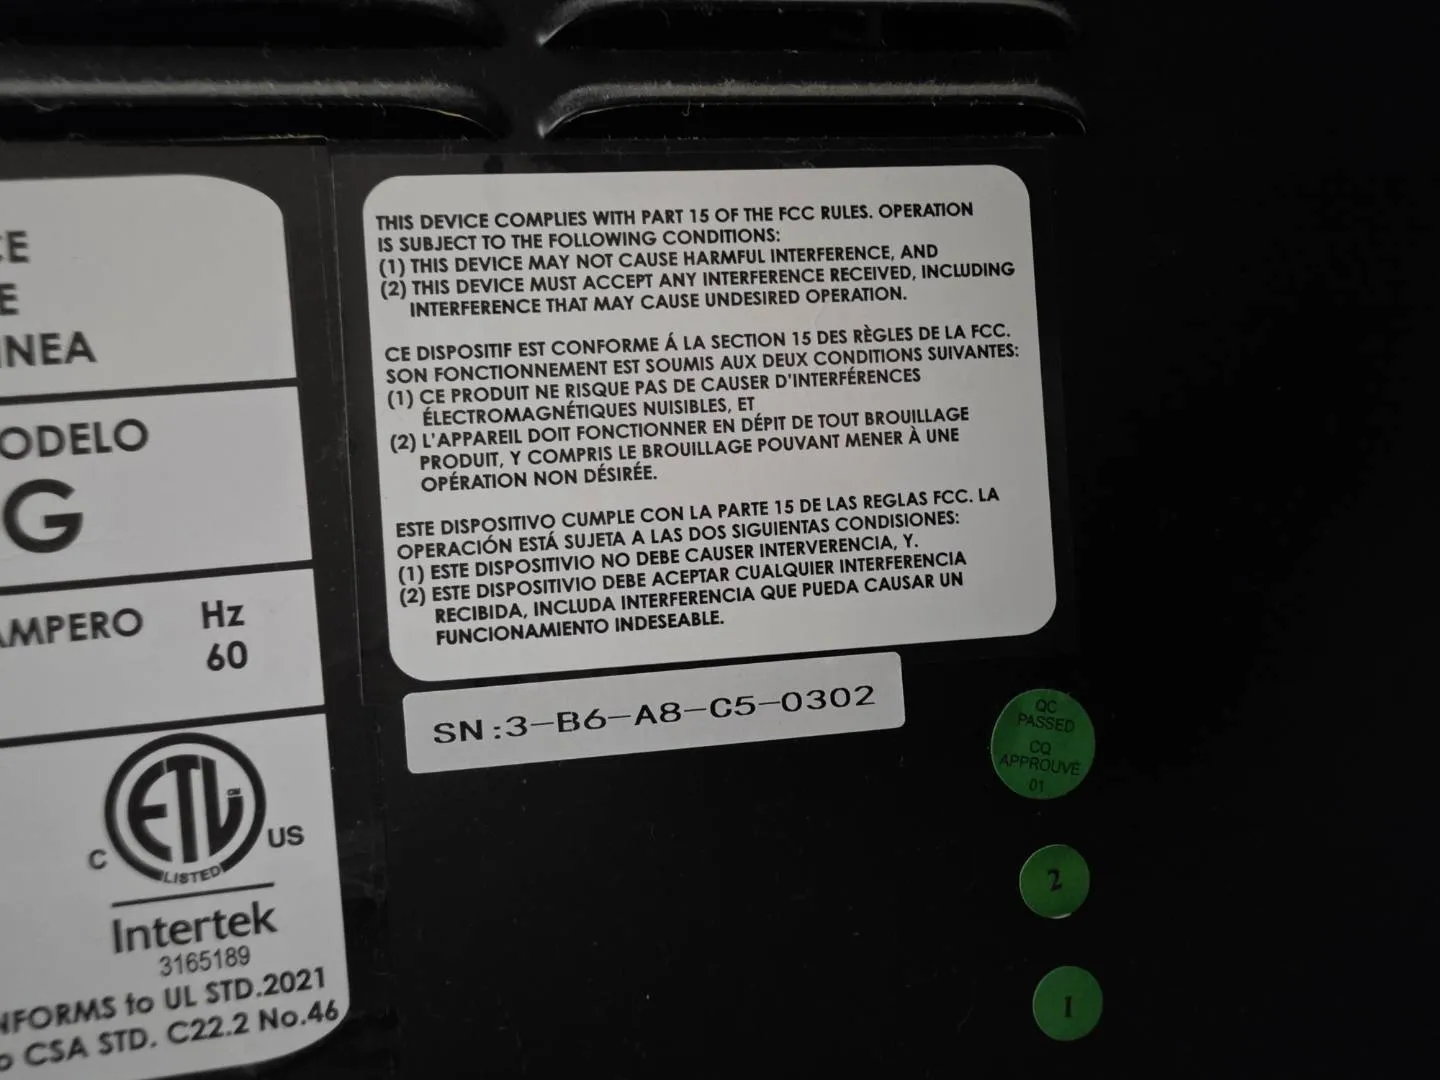 INEA
ODELO
G
AMPERO Hz
60
C ETL CM US
LISTED
Intertek
3165189
NFORMS to UL STD.2021
CSA STD. C22.2 No.46
THIS DEVICE COMPLIES WITH PART 15 OF THE FCC RULES. OPERATION
IS SUBJECT TO THE FOLLOWING CONDITIONS:
(1) THIS DEVICE MAY NOT CAUSE HARMFUL INTERFERENCE, AND
(2) THIS DEVICE MUST ACCEPT ANY INTERFERENCE RECEIVED, INCLUDING
INTERFERENCE THAT MAY CAUSE UNDESIRED OPERATION.
CE DISPOSITIF EST CONFORME Á LA SECTION 15 DES RÈGLES DE LA FCC.
SON FONCTIONNEMENT EST SOUMIS AUX DEUX CONDITIONS SUIVANTES:
(1) CE PRODUIT NE RISQUE PAS DE CAUSER D'INTERFÉRENCES
ÉLECTROMAGNÉTIQUES NUISIBLES, ET
(2) L'APPAREIL DOIT FONCTIONNER EN DÉPIT DE TOUT BROUILLAGE
PRODUIT, Y COMPRIS LE BROUILLAGE POUVANT MENER À UNE
OPÉRATION NON DÉSIRÉE.
ESTE DISPOSITIVO CUMPLE CON LA PARTE 15 DE LAS REGLAS FCC. LA
OPERACIÓN ESTÁ SUJETA A LAS DOS SIGUIENTAS CONDISIONES:
(1) ESTE DISPOSITIVIO NO DEBE CAUSER INTERVERENCIA, Y.
(2) ESTE DISPOSITIVIO DEBE ACEPTAR CUALQUIER INTERFERENCIA
RECIBIDA, INCLUDA INTERFERENCIA QUE PUEDA CAUSAR UN
FUNCIONAMIENTO INDESEABLE.
SN:3-B6-A8-C5-0302
QC
PASSED
CQ
APPROUVÉ
01
2
1